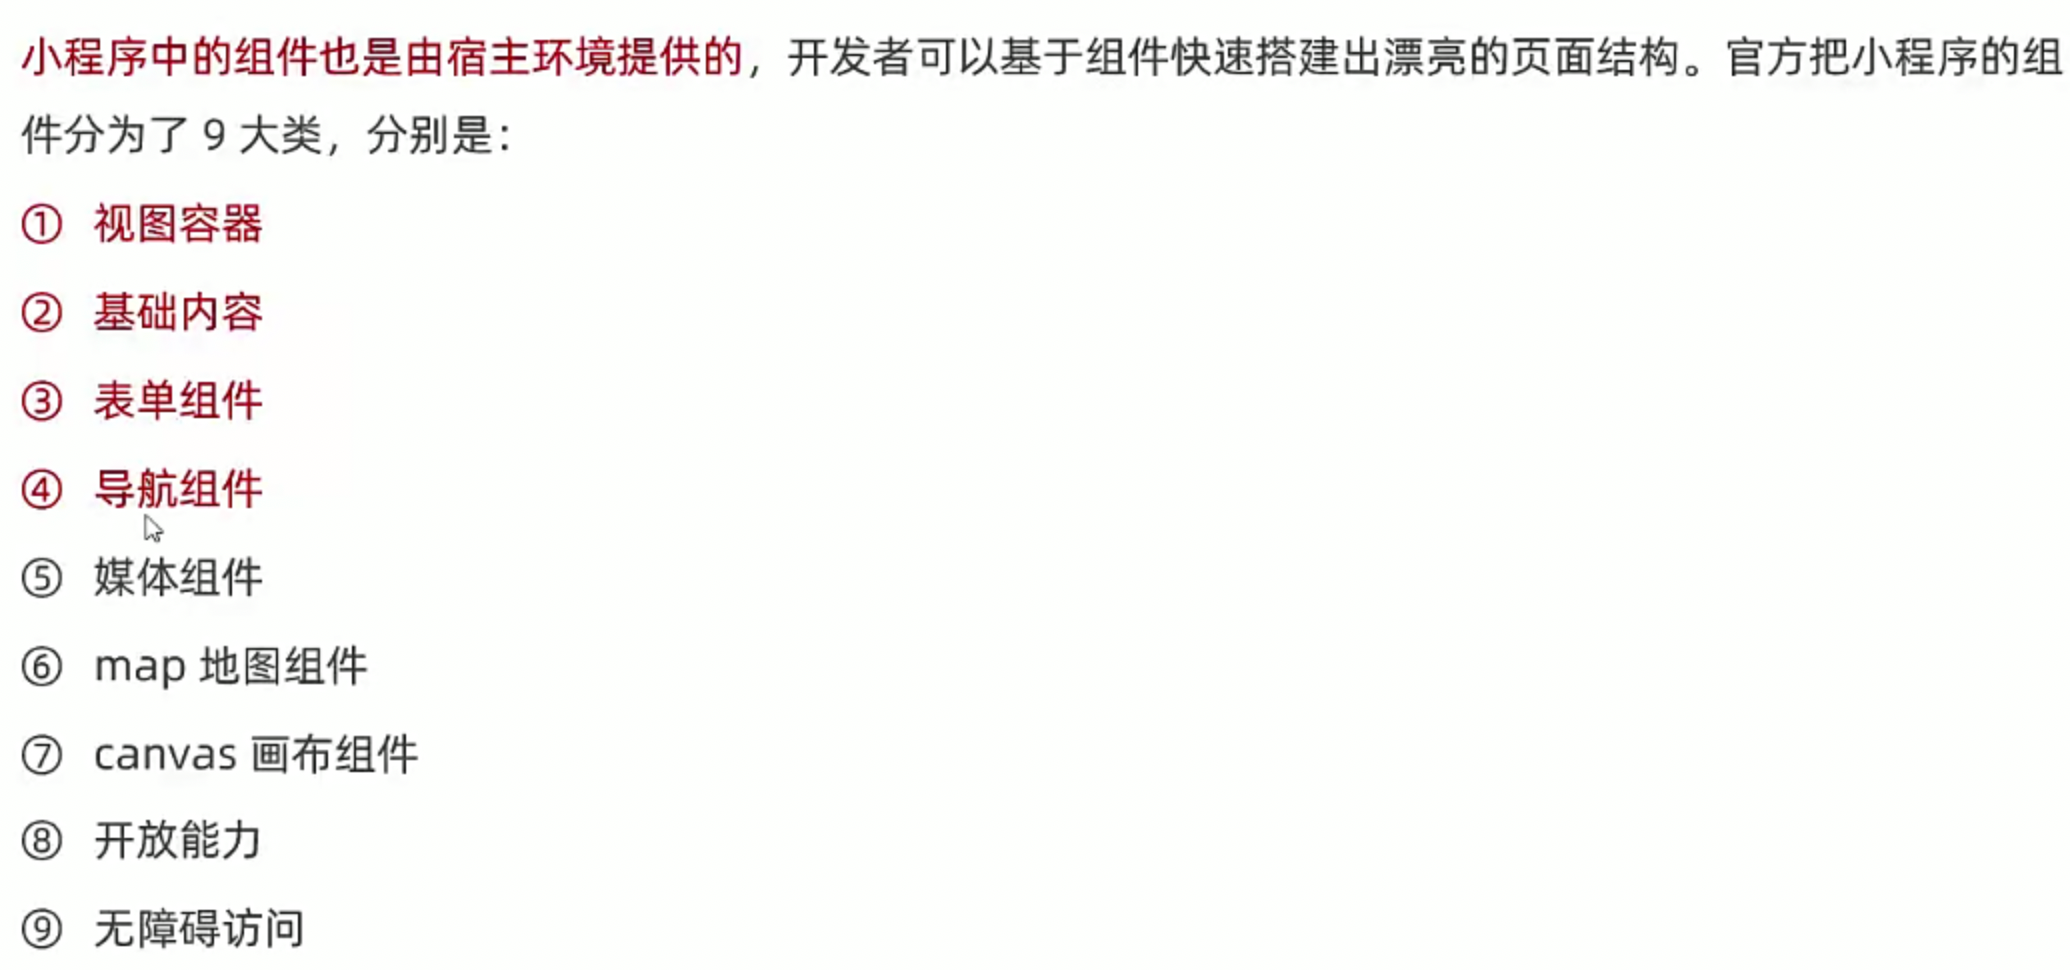 小程序中的组件也是由宿主环境提供的，开发者可以基于组件快速搭建出漂亮的页面结构。官方把小程序的组
件分为了 9 大类，分别是：
① 视图容器
② 基础内容
③ 表单组件
④ 导航组件
⑤ 媒体组件
⑥ map 地图组件
⑦ canvas 画布组件
⑧ 开放能力
⑨ 无障碍访问